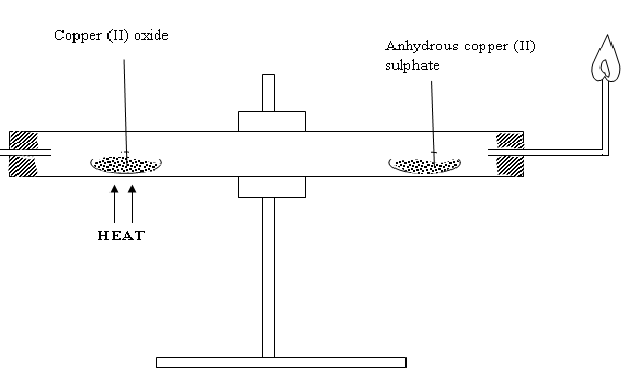 Copper (II) oxide
Anhydrous copper (II)
sulphate
HEAT